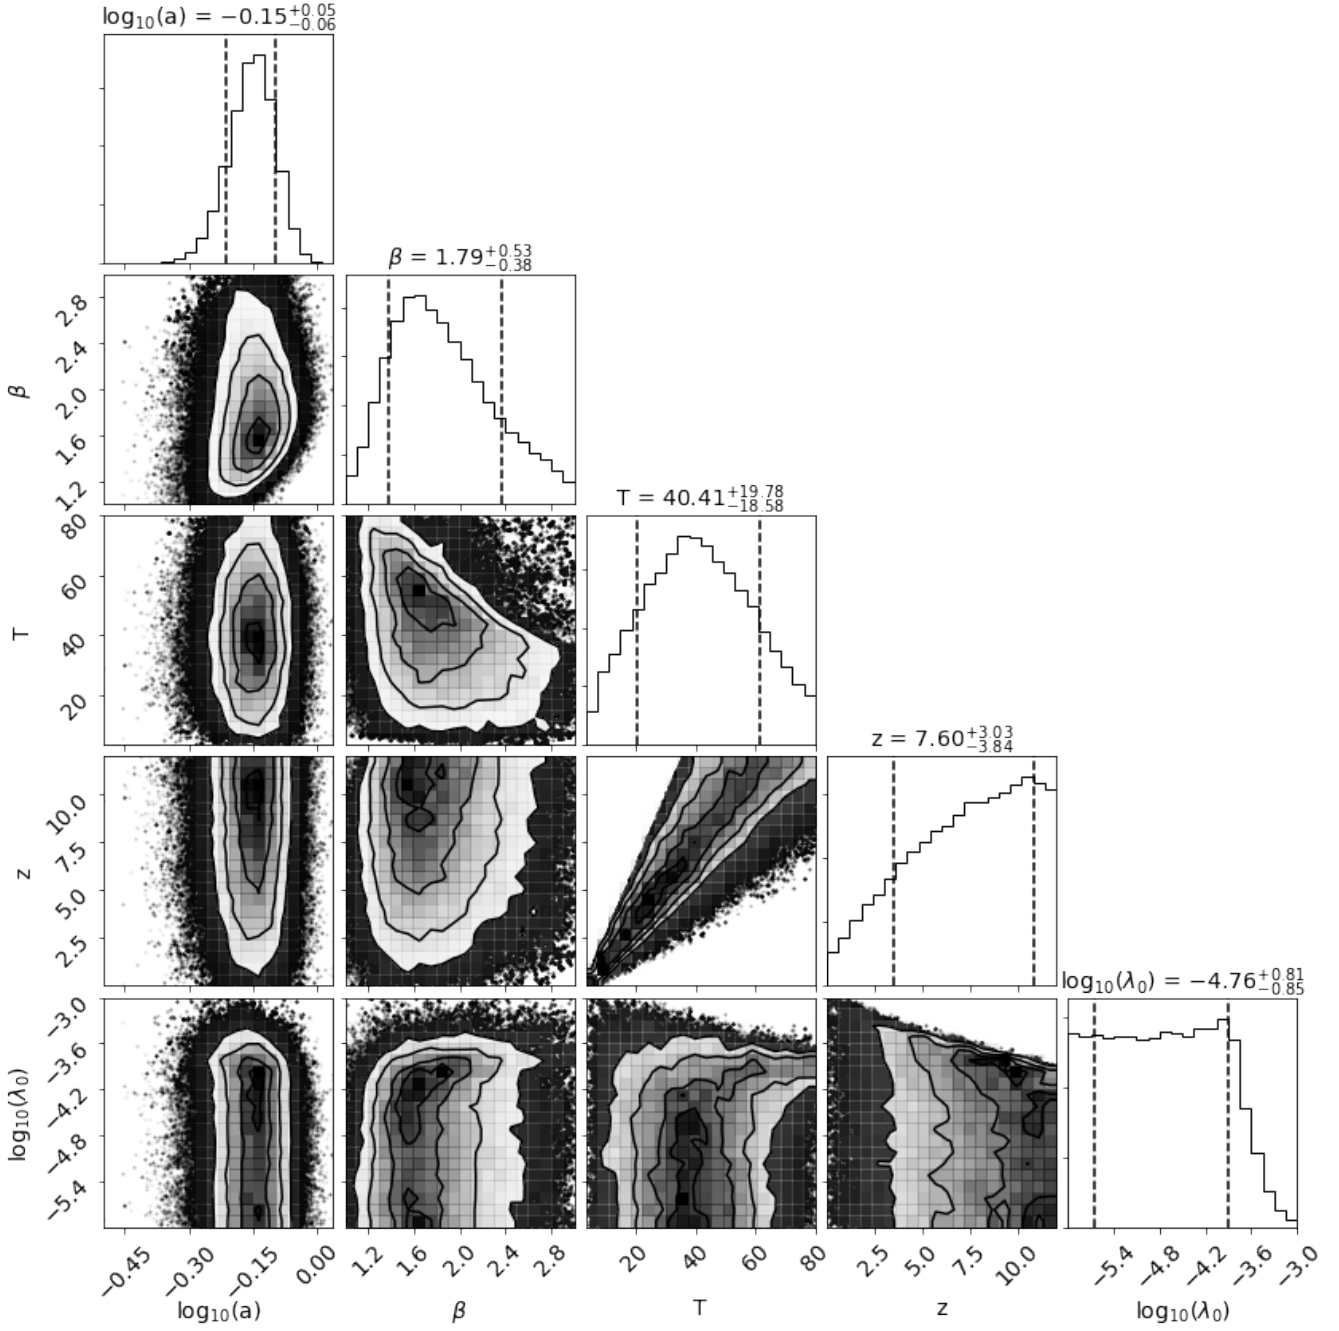 log₁₀(a) = −0.15⁺⁰·⁰⁵₋₀.₀₆
β = 1.79⁺⁰·⁵³₋₀.₃₈
2.8
2.4
2.0
1.6
1.2
β
T = 40.41⁺¹⁹·⁷⁸₋₁₈.₅₈
80
60
40
20
T
z = 7.60⁺³·⁰³₋₃.₈₄
10.0
7.5
5.0
2.5
z
log₁₀(λ₀) = −4.76⁺⁰·⁸¹₋₀.₈₅
−3.0
−3.6
−4.2
−4.8
−5.4
log₁₀(λ₀)
−0.45 −0.30 −0.15 0.00
log₁₀(a)
1.2 1.6 2.0 2.4 2.8
β
20 40 60 80
T
2.5 5.0 7.5 10.0
z
−5.4 −4.8 −4.2 −3.6 −3.0
log₁₀(λ₀)